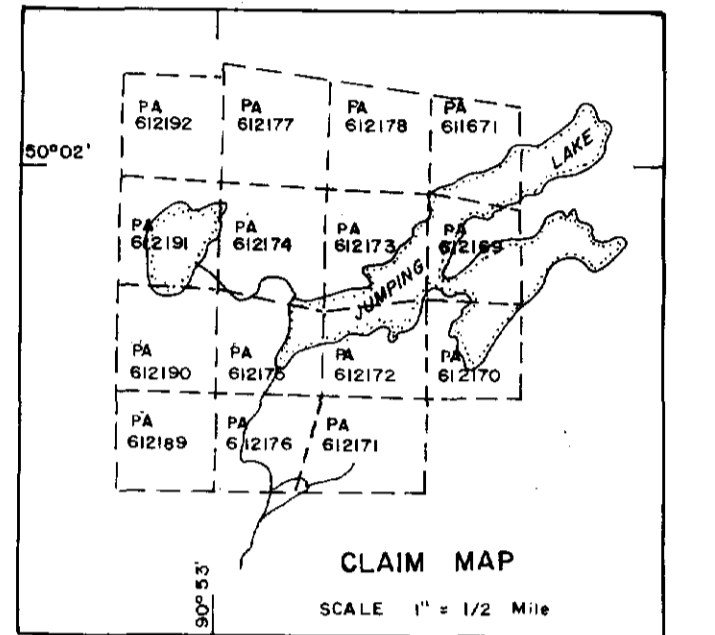 PA
612192
PA
612177
PA
612178
PA
611671
LAKE
50°02'
PA
612191
PA
612174
PA
612173
PA
612169
JUMPING
PA
612190
PA
612175
PA
612172
PA
612170
PA
612189
PA
612176
PA
612171
90°53'
CLAIM MAP
SCALE 1" = 1/2 Mile